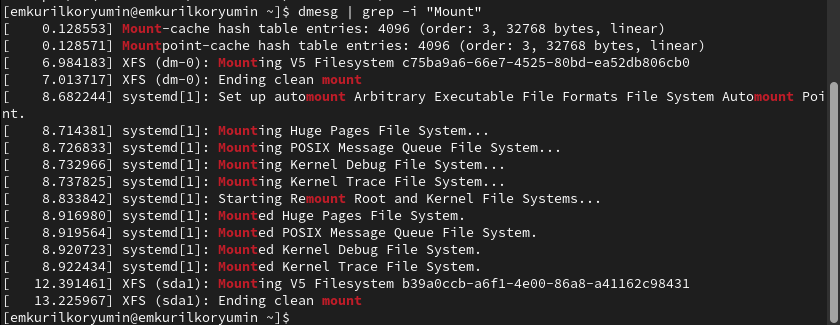 [emkurilkoryumin@emkurilkoryumin ~]$ dmesg | grep -i "Mount"
[    0.128553] Mount-cache hash table entries: 4096 (order: 3, 32768 bytes, linear)
[    0.128571] Mountpoint-cache hash table entries: 4096 (order: 3, 32768 bytes, linear)
[    6.984183] XFS (dm-0): Mounting V5 Filesystem c75ba9a6-66e7-4525-80bd-ea52db806cb0
[    7.013717] XFS (dm-0): Ending clean mount
[    8.682244] systemd[1]: Set up automount Arbitrary Executable File Formats File System Automount Poi
nt.
[    8.714381] systemd[1]: Mounting Huge Pages File System...
[    8.726833] systemd[1]: Mounting POSIX Message Queue File System...
[    8.732966] systemd[1]: Mounting Kernel Debug File System...
[    8.737825] systemd[1]: Mounting Kernel Trace File System...
[    8.833842] systemd[1]: Starting Remount Root and Kernel File Systems...
[    8.916980] systemd[1]: Mounted Huge Pages File System.
[    8.919564] systemd[1]: Mounted POSIX Message Queue File System.
[    8.920723] systemd[1]: Mounted Kernel Debug File System.
[    8.922434] systemd[1]: Mounted Kernel Trace File System.
[   12.391461] XFS (sda1): Mounting V5 Filesystem b39a0ccb-a6f1-4e00-86a8-a41162c98431
[   13.225967] XFS (sda1): Ending clean mount
[emkurilkoryumin@emkurilkoryumin ~]$